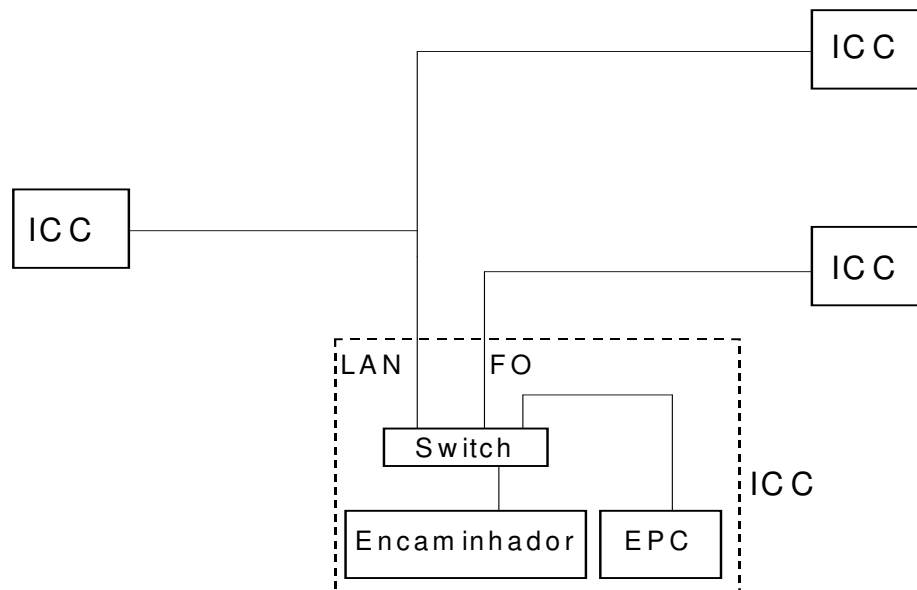 ICC
ICC
ICC
LAN
FO
Switch
ICC
Encaminhador
EPC